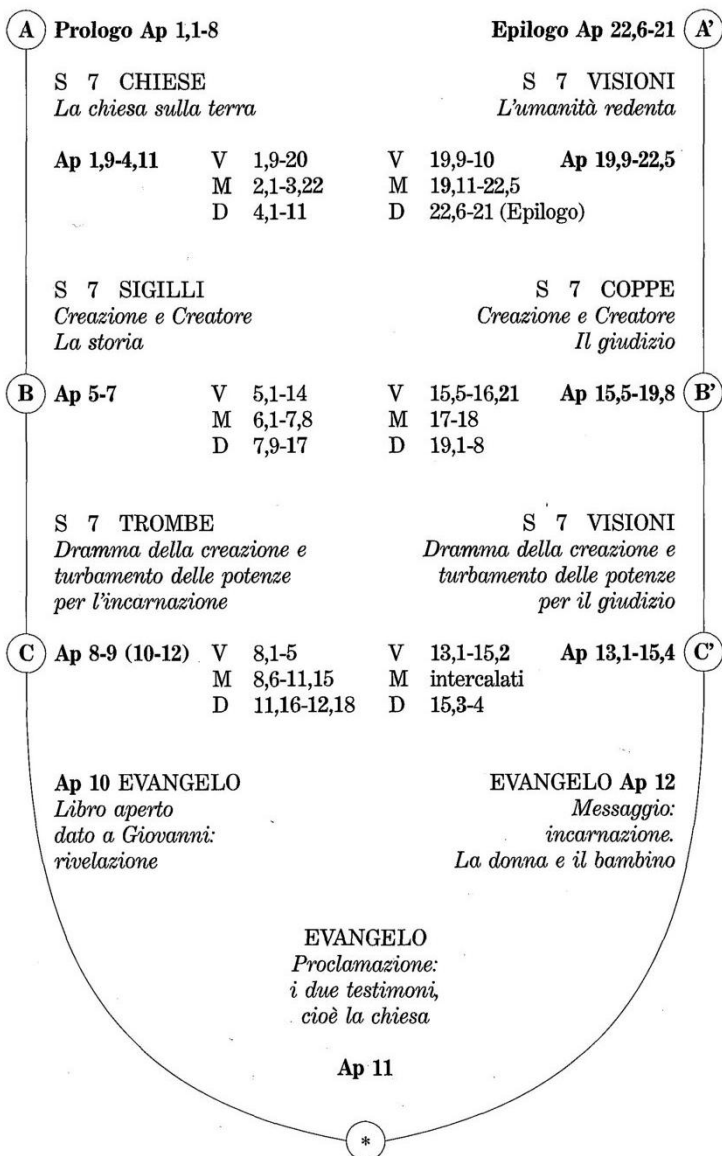 A Prologo Ap 1,1-8 Epilogo Ap 22,6-21 A'
S 7 CHIESE S 7 VISIONI
La chiesa sulla terra L'umanità redenta
Ap 1,9-4,11 V 1,9-20 V 19,9-10 Ap 19,9-22,5
M 2,1-3,22 M 19,11-22,5
D 4,1-11 D 22,6-21 (Epilogo)
S 7 SIGILLI S 7 COPPE
Creazione e Creatore Creazione e Creatore
La storia Il giudizio
B Ap 5-7 V 5,1-14 V 15,5-16,21 Ap 15,5-19,8 B'
M 6,1-7,8 M 17-18
D 7,9-17 D 19,1-8
S 7 TROMBE S 7 VISIONI
Dramma della creazione e Dramma della creazione e
turbamento delle potenze turbamento delle potenze
per l'incarnazione per il giudizio
C Ap 8-9 (10-12) V 8,1-5 V 13,1-15,2 Ap 13,1-15,4 C'
M 8,6-11,15 M intercalati
D 11,16-12,18 D 15,3-4
Ap 10 EVANGELO EVANGELO Ap 12
Libro aperto Messaggio:
dato a Giovanni: incarnazione.
rivelazione La donna e il bambino
EVANGELO
Proclamazione:
i due testimoni,
cioè la chiesa
Ap 11
*